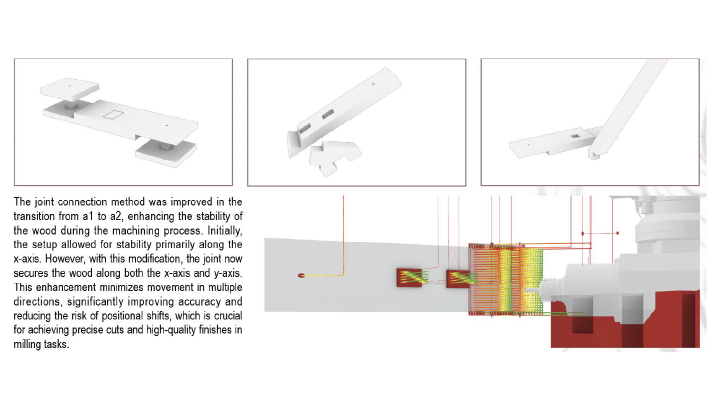 The joint connection method was improved in the
transition from a1 to a2, enhancing the stability of
the wood during the machining process. Initially,
the setup allowed for stability primarily along the
x-axis. However, with this modification, the joint now
secures the wood along both the x-axis and y-axis.
This enhancement minimizes movement in multiple
directions, significantly improving accuracy and
reducing the risk of positional shifts, which is crucial
for achieving precise cuts and high-quality finishes in
milling tasks.